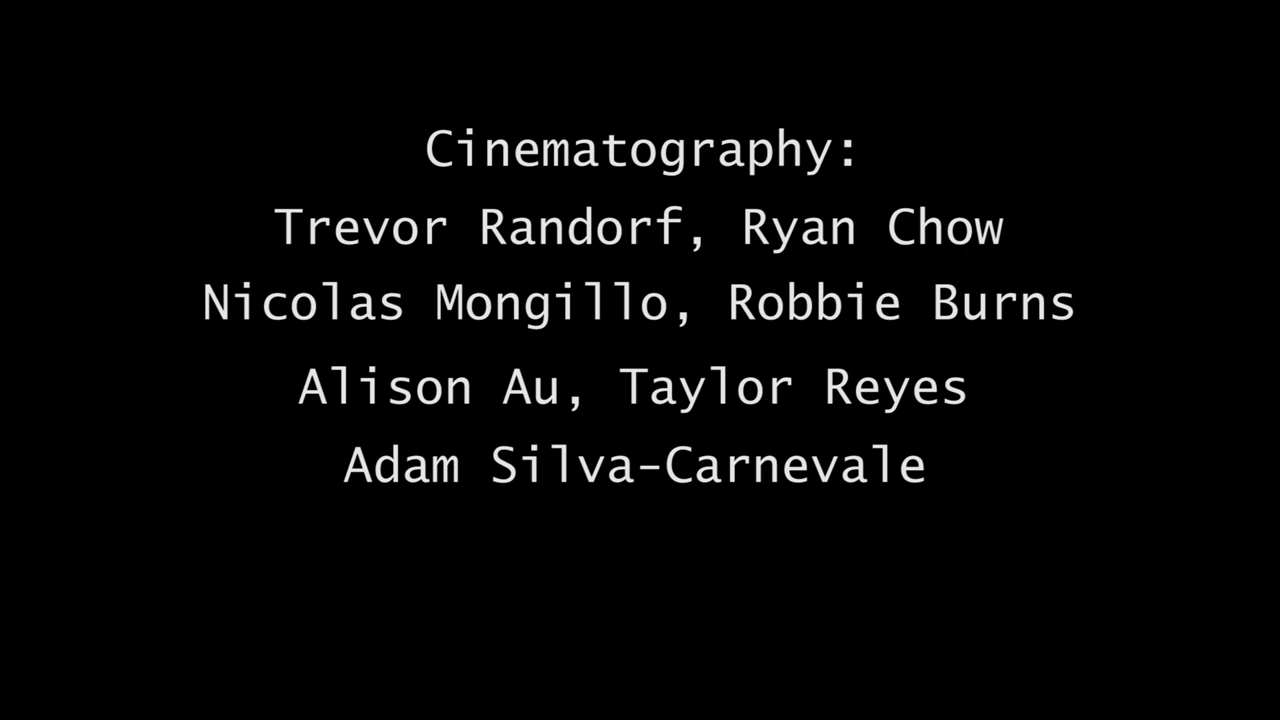 Cinematography:
Trevor Randorf, Ryan Chow
Nicolas Mongillo, Robbie Burns
Alison Au, Taylor Reyes
Adam Silva-Carnevale